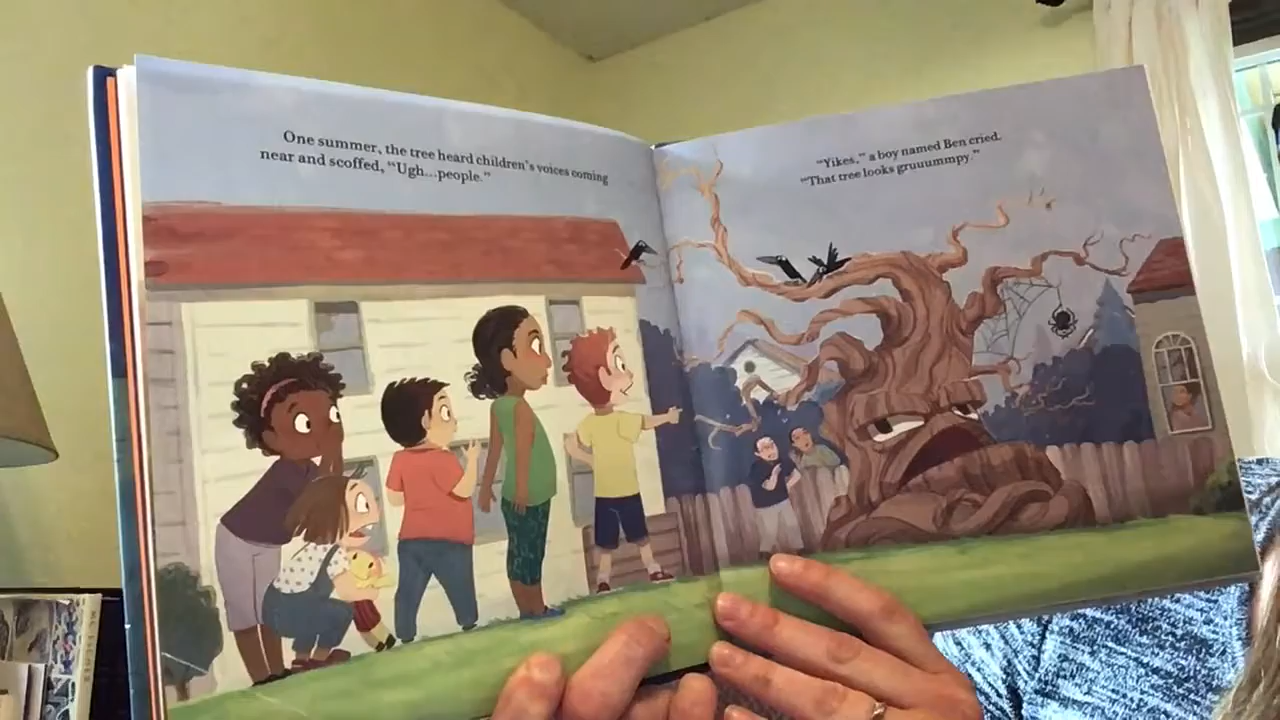 One summer, the tree heard children's voices coming
near and scoffed, "Ugh...people."
"Yikes," a boy named Ben cried.
"That tree looks gruuummpy."